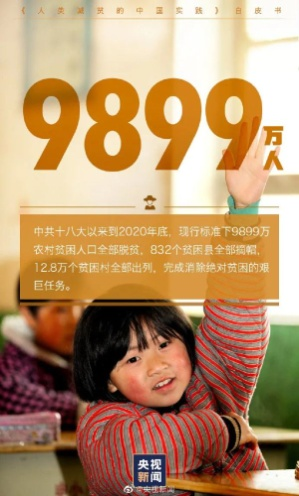 《人类减贫的中国实践》白皮书
9899万人
中共十八大以来到2020年底，现行标准下9899万
农村贫困人口全部脱贫，832个贫困县全部摘帽，
12.8万个贫困村全部出列，完成消除绝对贫困的艰
巨任务。
央视
新闻